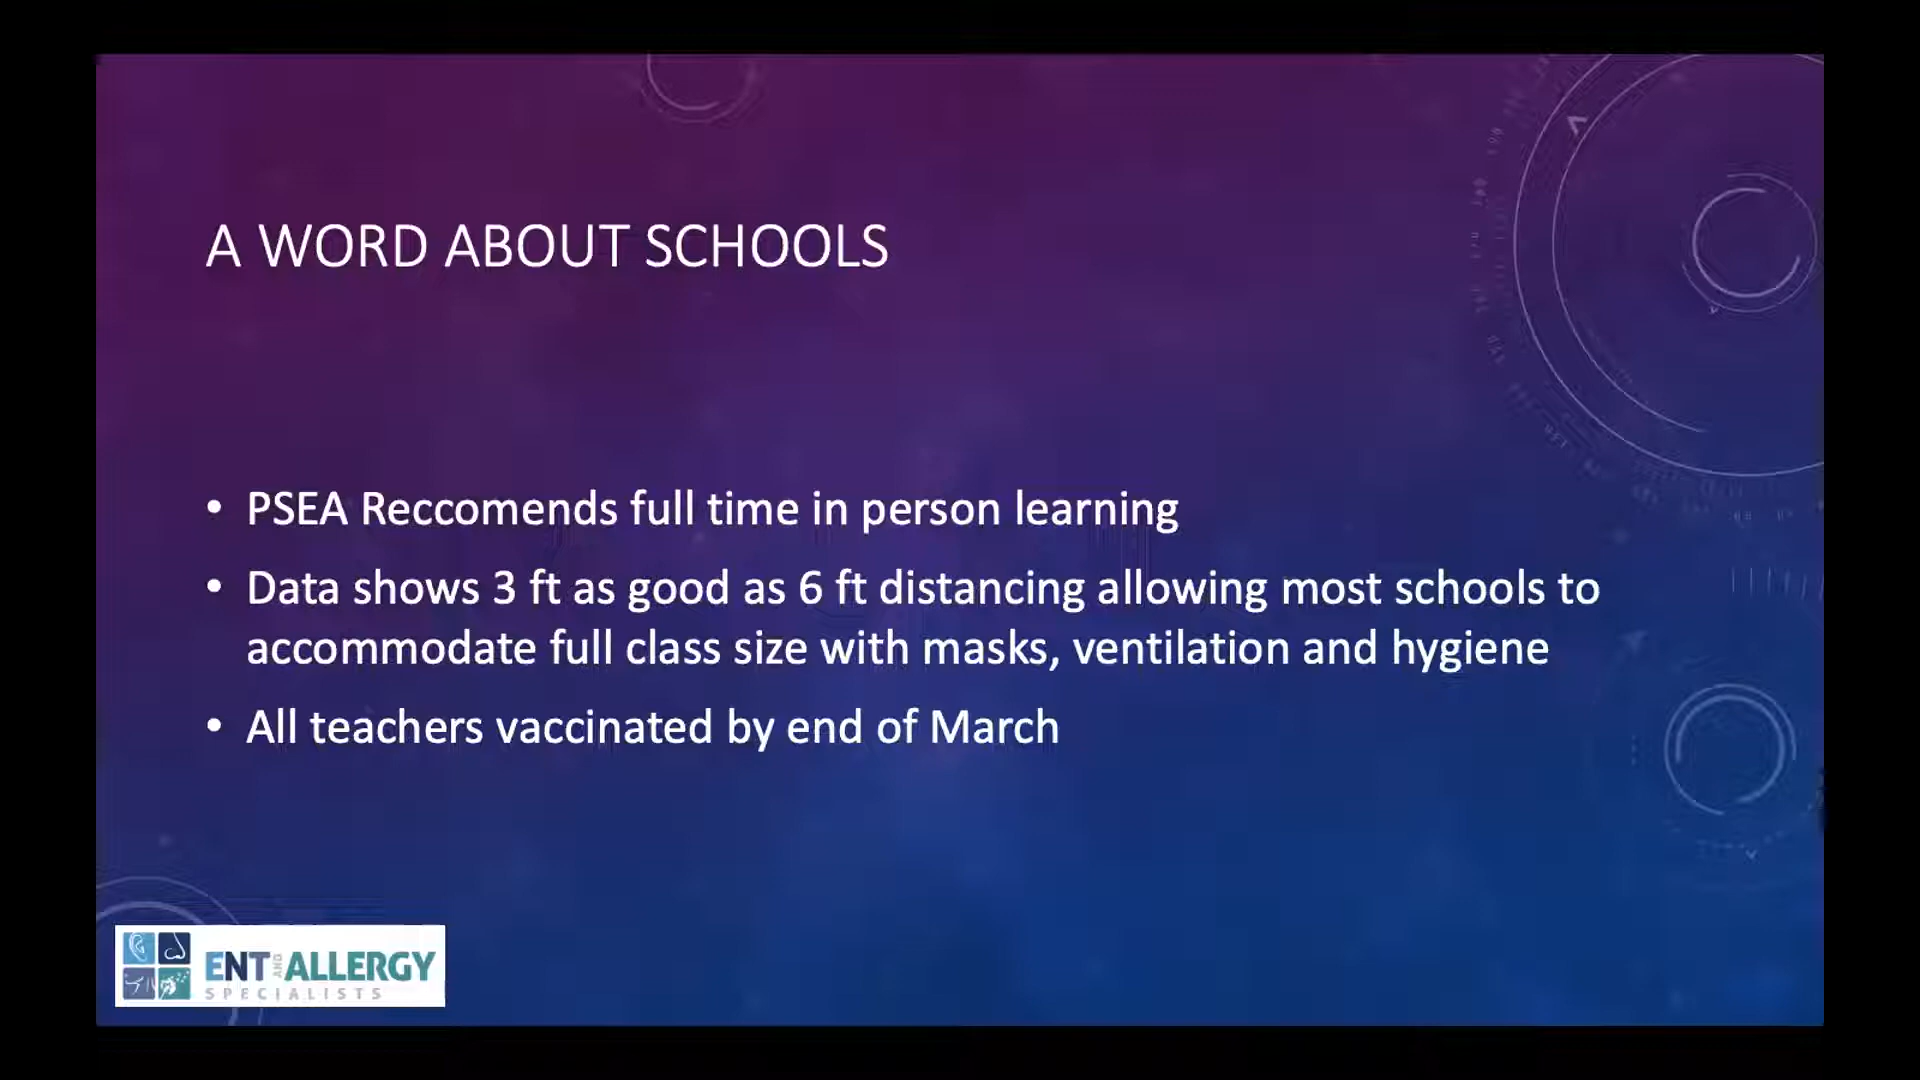 A WORD ABOUT SCHOOLS
• PSEA Reccomends full time in person learning
• Data shows 3 ft as good as 6 ft distancing allowing most schools to
accommodate full class size with masks, ventilation and hygiene
• All teachers vaccinated by end of March
ENT AND ALLERGY
SPECIALISTS